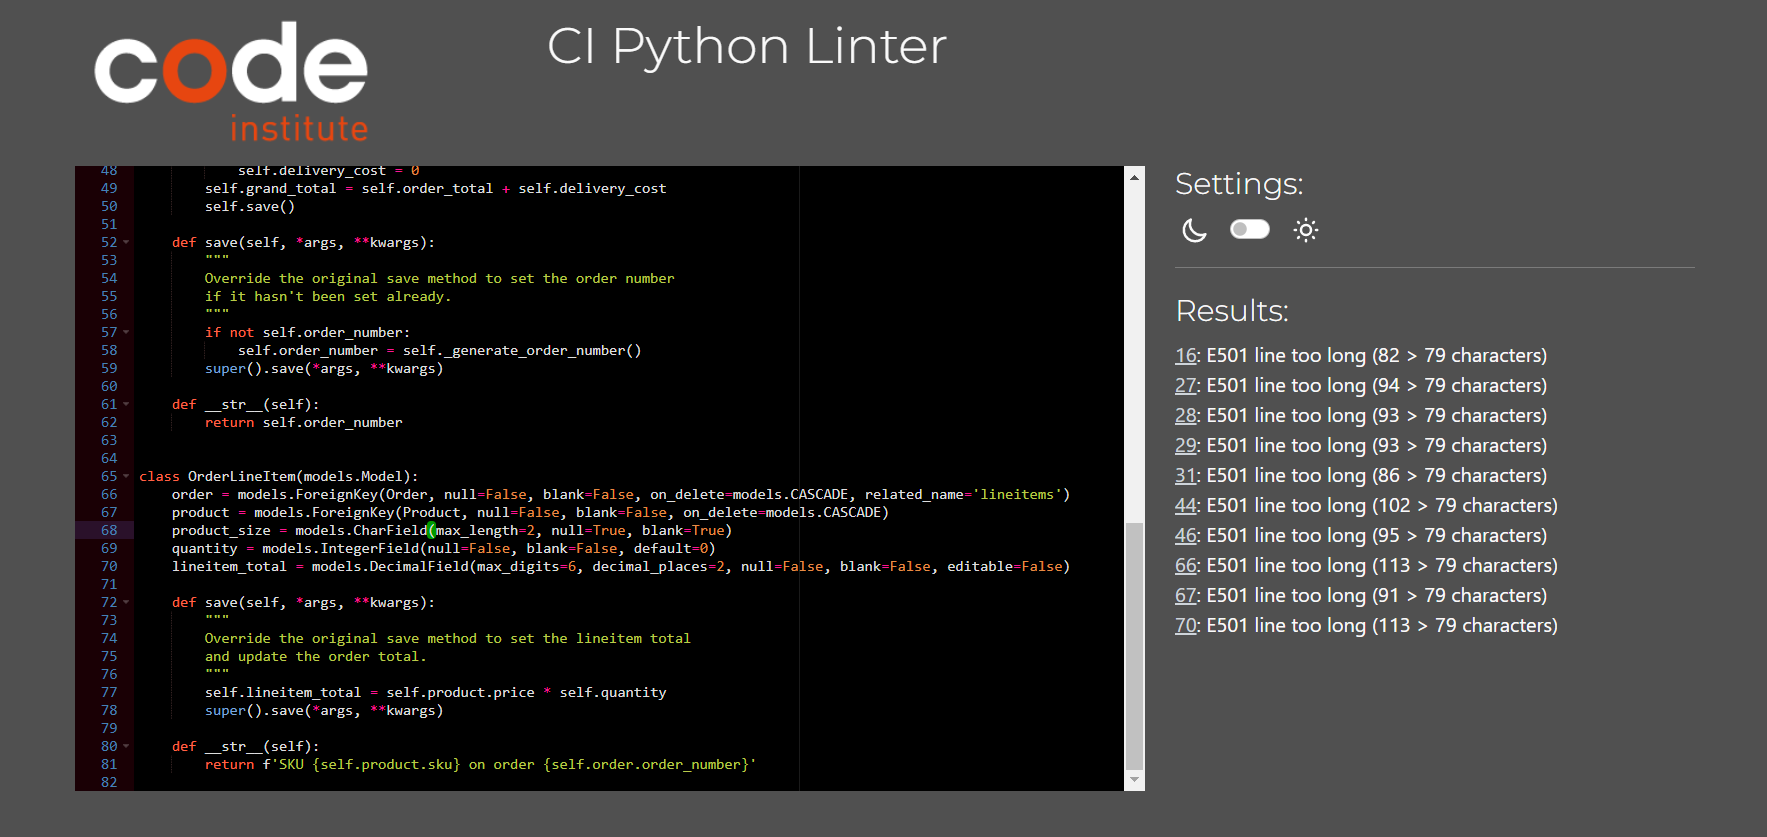 code
institute
CI Python Linter
48 self.delivery_cost = 0
49 self.grand_total = self.order_total + self.delivery_cost
50 self.save()
51
52 def save(self, *args, **kwargs):
53 """
54 Override the original save method to set the order number
55 if it hasn't been set already.
56 """
57 if not self.order_number:
58 self.order_number = self._generate_order_number()
59 super().save(*args, **kwargs)
60
61 def __str__(self):
62 return self.order_number
63
64
65 class OrderLineItem(models.Model):
66 order = models.ForeignKey(Order, null=False, blank=False, on_delete=models.CASCADE, related_name='lineitems')
67 product = models.ForeignKey(Product, null=False, blank=False, on_delete=models.CASCADE)
68 product_size = models.CharField(max_length=2, null=True, blank=True)
69 quantity = models.IntegerField(null=False, blank=False, default=0)
70 lineitem_total = models.DecimalField(max_digits=6, decimal_places=2, null=False, blank=False, editable=False)
71
72 def save(self, *args, **kwargs):
73 """
74 Override the original save method to set the lineitem total
75 and update the order total.
76 """
77 self.lineitem_total = self.product.price * self.quantity
78 super().save(*args, **kwargs)
79
80 def __str__(self):
81 return f'SKU {self.product.sku} on order {self.order.order_number}'
82
Settings:
Results:
16: E501 line too long (82 > 79 characters)
27: E501 line too long (94 > 79 characters)
28: E501 line too long (93 > 79 characters)
29: E501 line too long (93 > 79 characters)
31: E501 line too long (86 > 79 characters)
44: E501 line too long (102 > 79 characters)
46: E501 line too long (95 > 79 characters)
66: E501 line too long (113 > 79 characters)
67: E501 line too long (91 > 79 characters)
70: E501 line too long (113 > 79 characters)